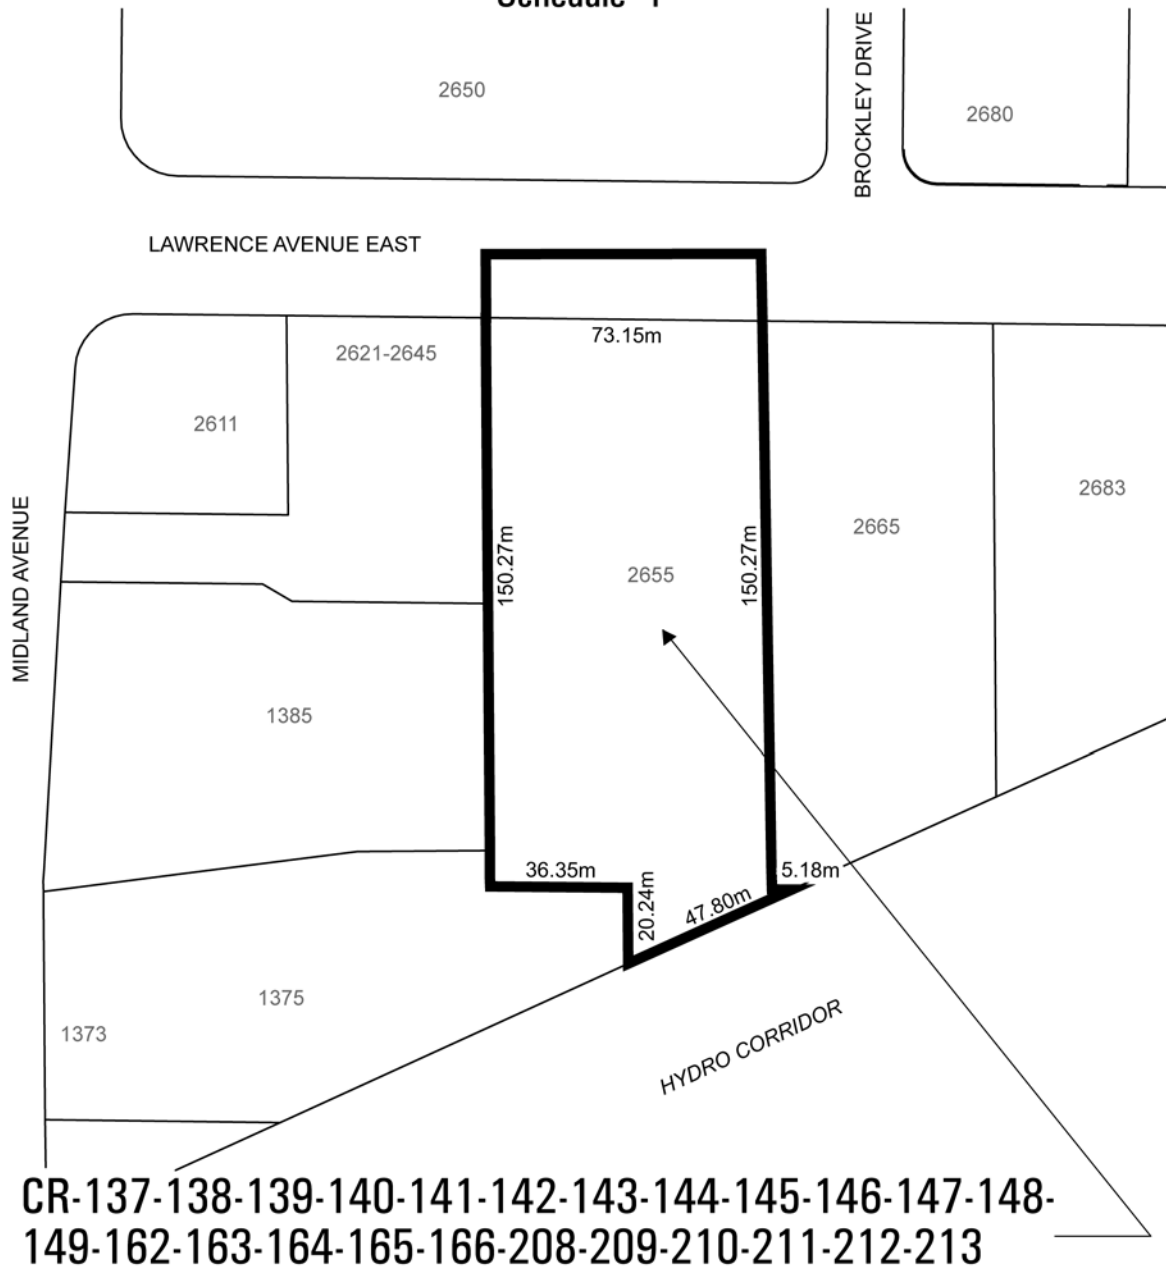 Schedule "1"
BROCKLEY DRIVE
2650
2680
LAWRENCE AVENUE EAST
73.15m
2621-2645
2611
2683
MIDLAND AVENUE
150.27m
2655
150.27m
2665
1385
36.35m
20.24m
47.80m
5.18m
1375
1373
HYDRO CORRIDOR
CR-137-138-139-140-141-142-143-144-145-146-147-148-
149-162-163-164-165-166-208-209-210-211-212-213